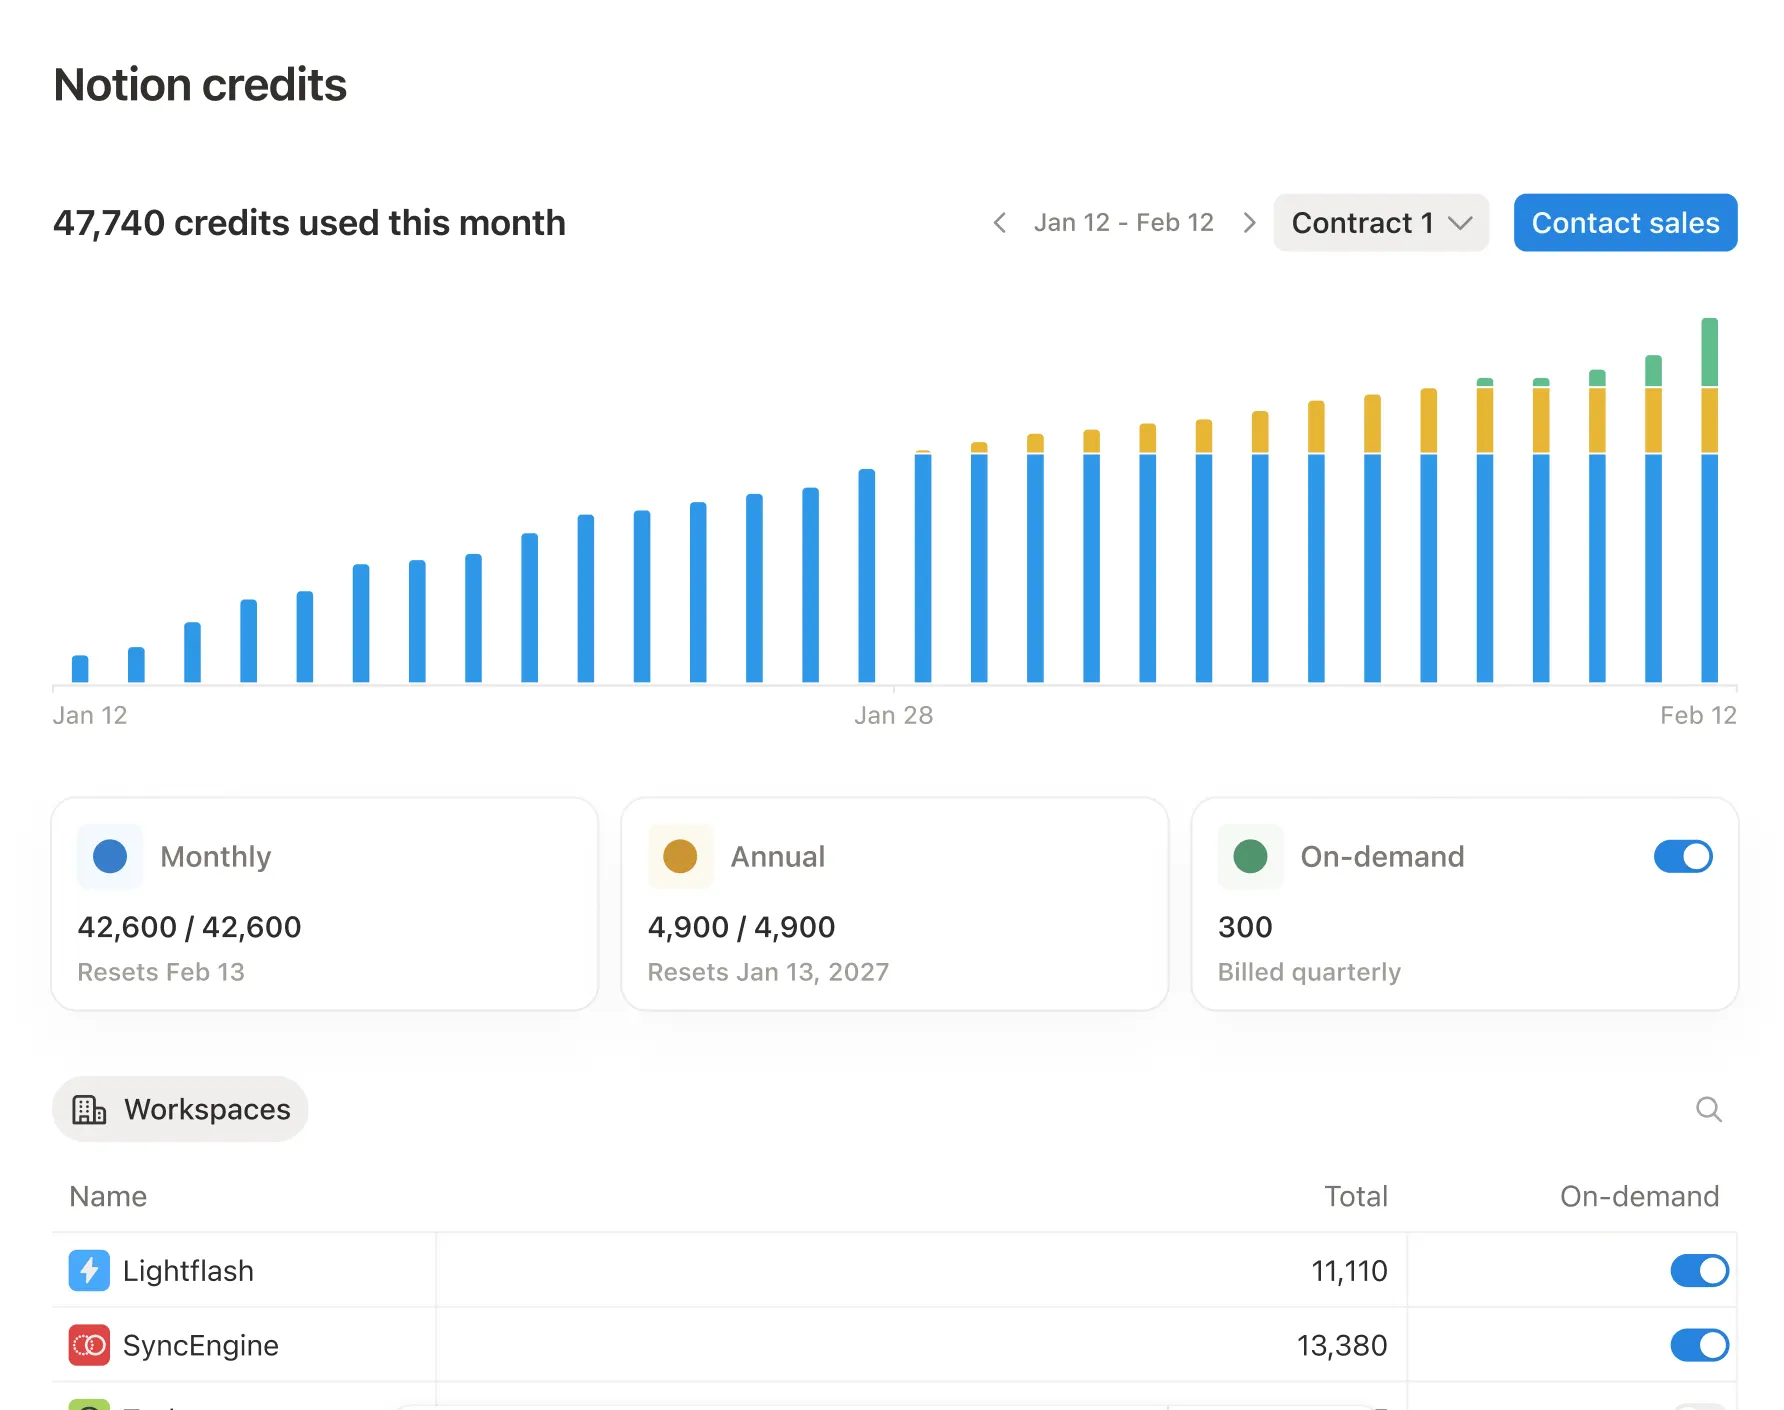 Notion credits
47,740 credits used this month
Jan 12 - Feb 12
Contract 1
Contact sales
Jan 12
Jan 28
Feb 12
Monthly
42,600 / 42,600
Resets Feb 13
Annual
4,900 / 4,900
Resets Jan 13, 2027
On-demand
300
Billed quarterly
Workspaces
Name
Total
On-demand
Lightflash
11,110
SyncEngine
13,380